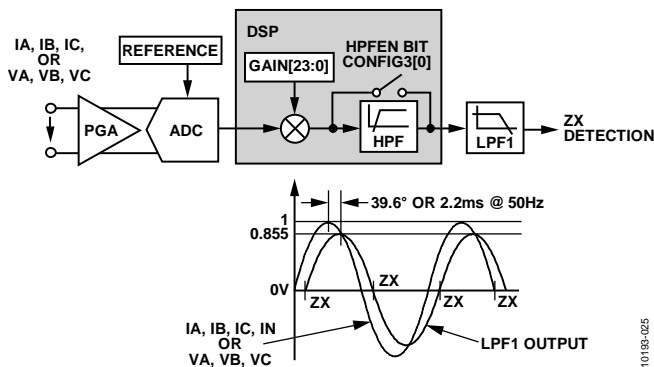 DSP
IA, IB, IC,
OR
VA, VB, VC
REFERENCE
HPFEN BIT
CONFIG3[0]
GAIN[23:0]
PGA
ADC
HPF
LPF1
ZX
DETECTION
39.6° OR 2.2ms @ 50Hz
1
0.855
0V
ZX
ZX
ZX
ZX
IA, IB, IC, IN
OR
VA, VB, VC
LPF1 OUTPUT
10193-025